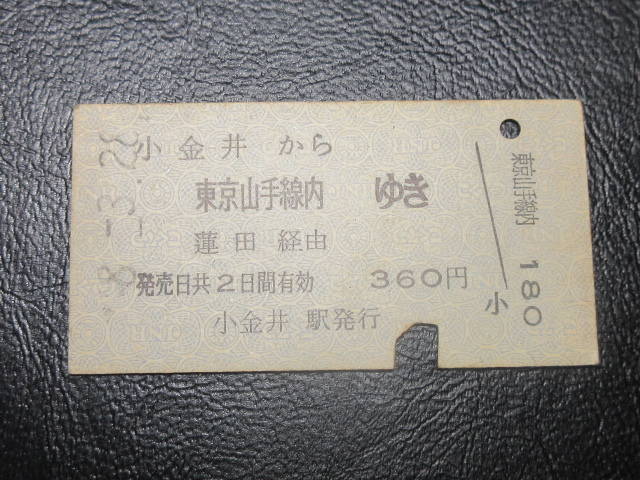 小金井 から
東京山手線内 ゆき
蓮田 経由
発売日共2日間有効 360円
小金井 駅発行
東京山手線内
小 180